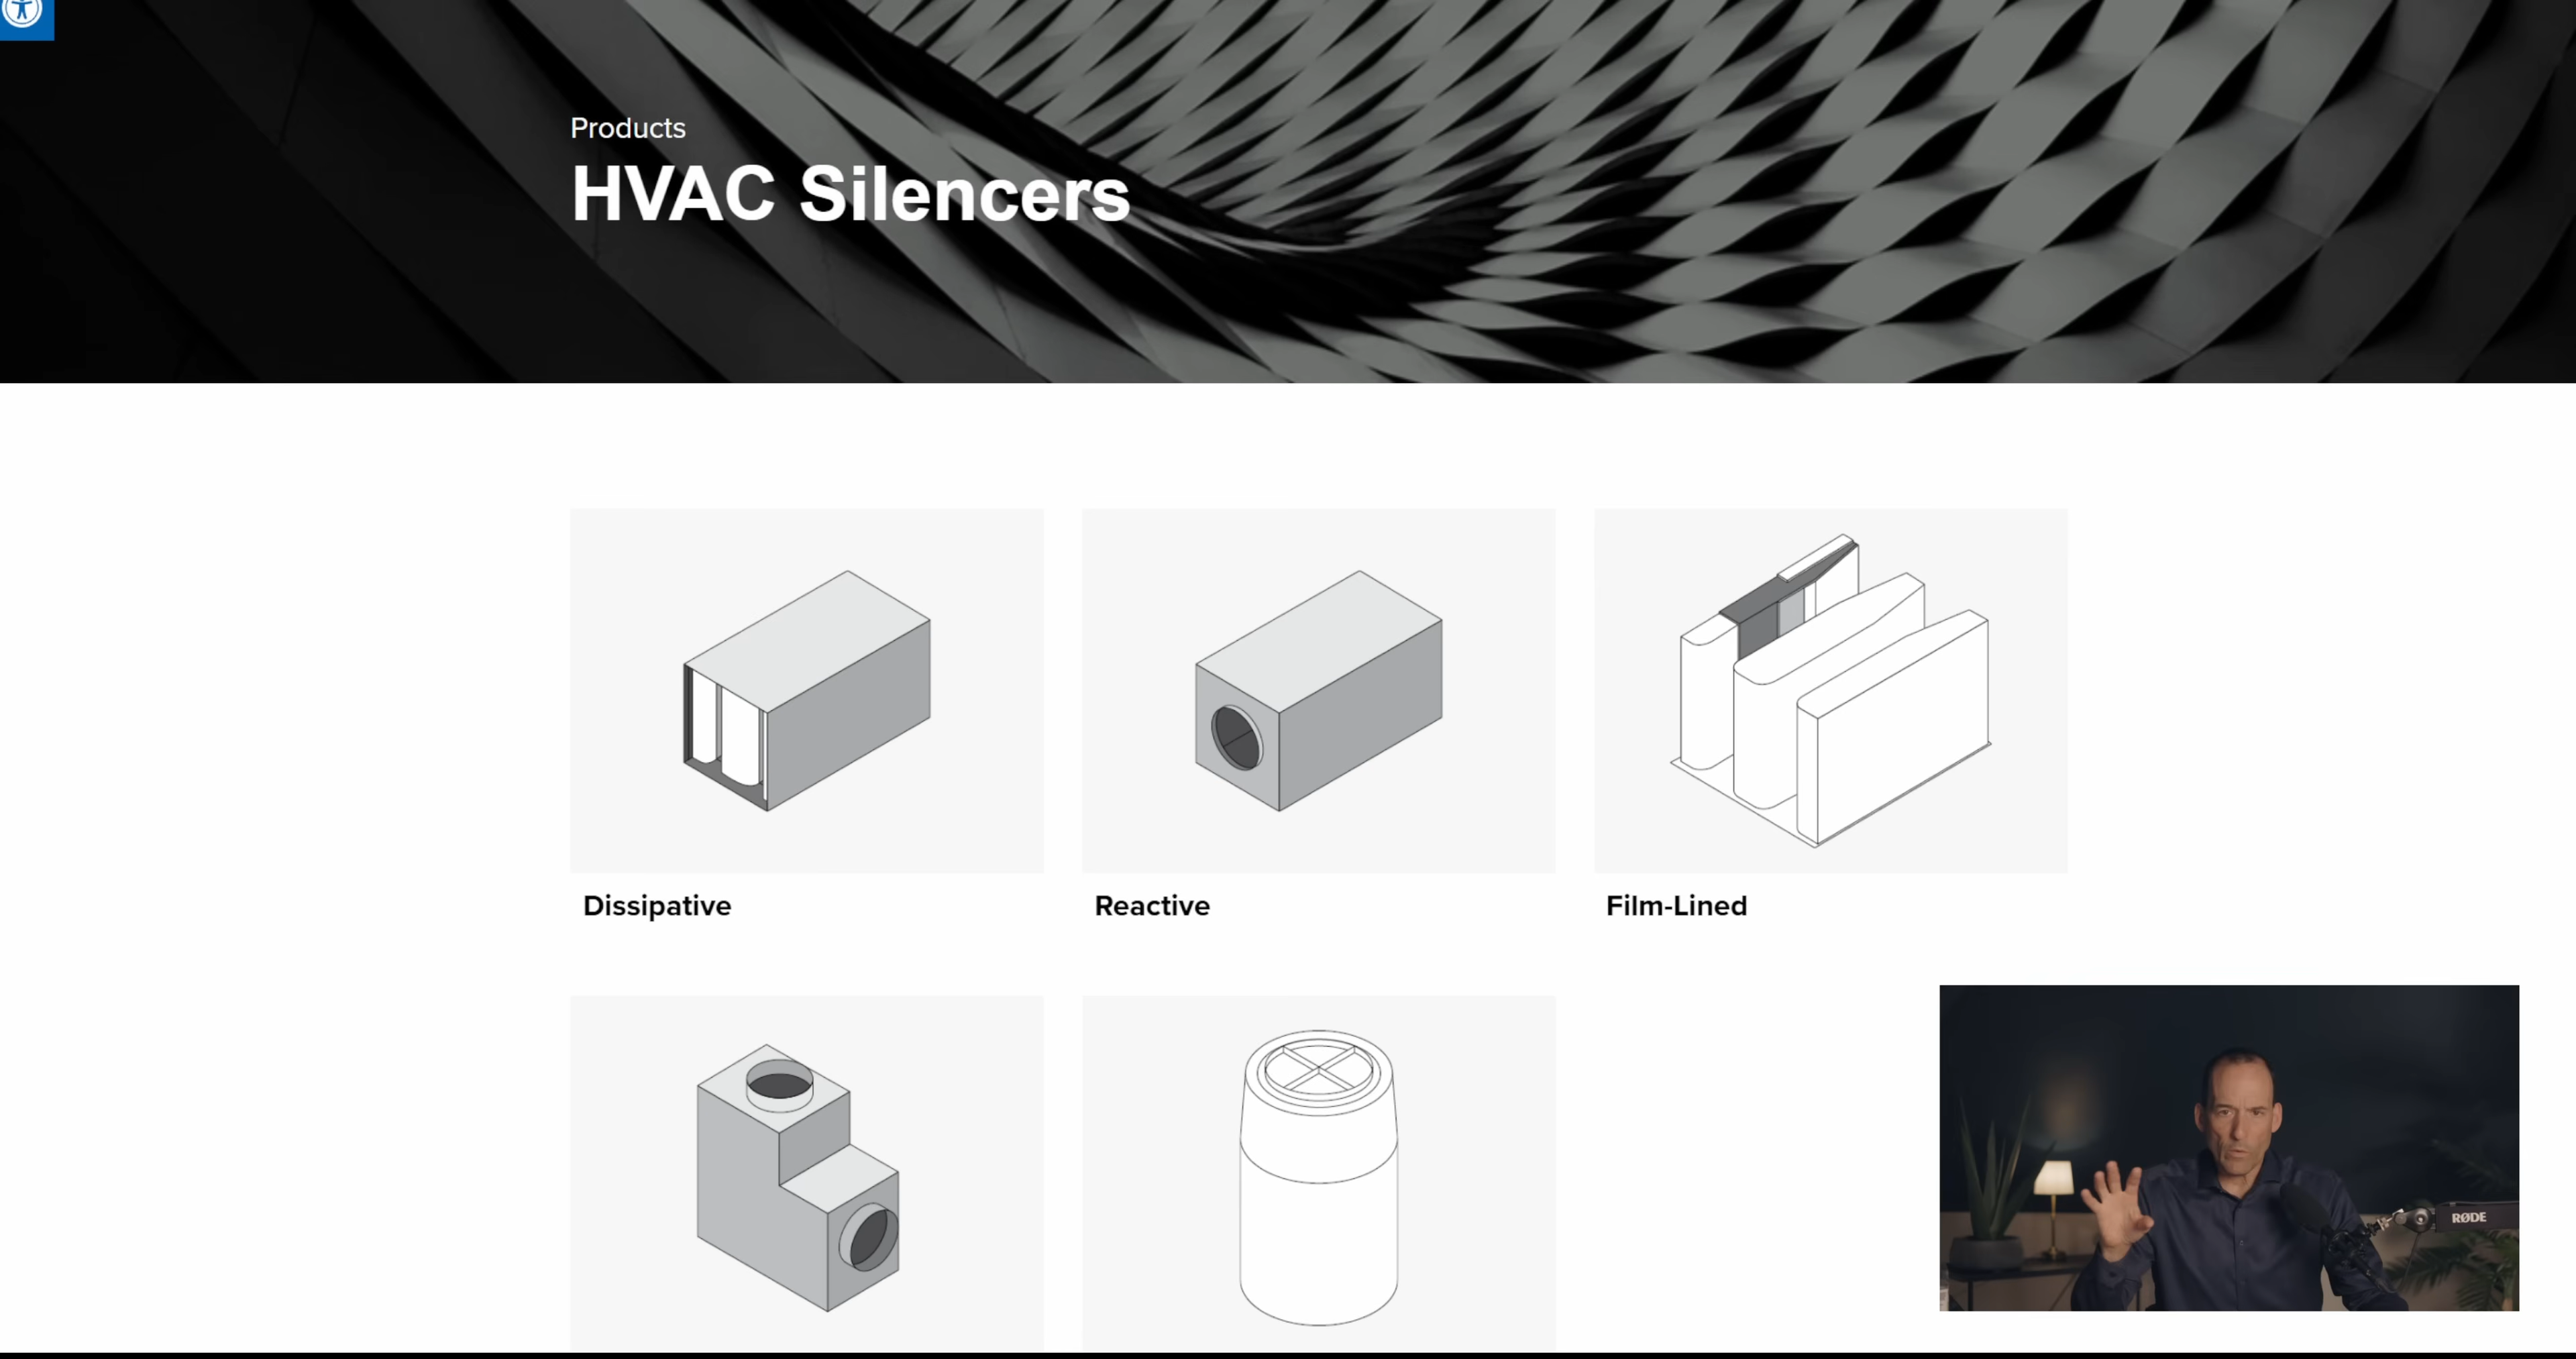 Products
HVAC Silencers
Dissipative
Reactive
Film-Lined
RØDE